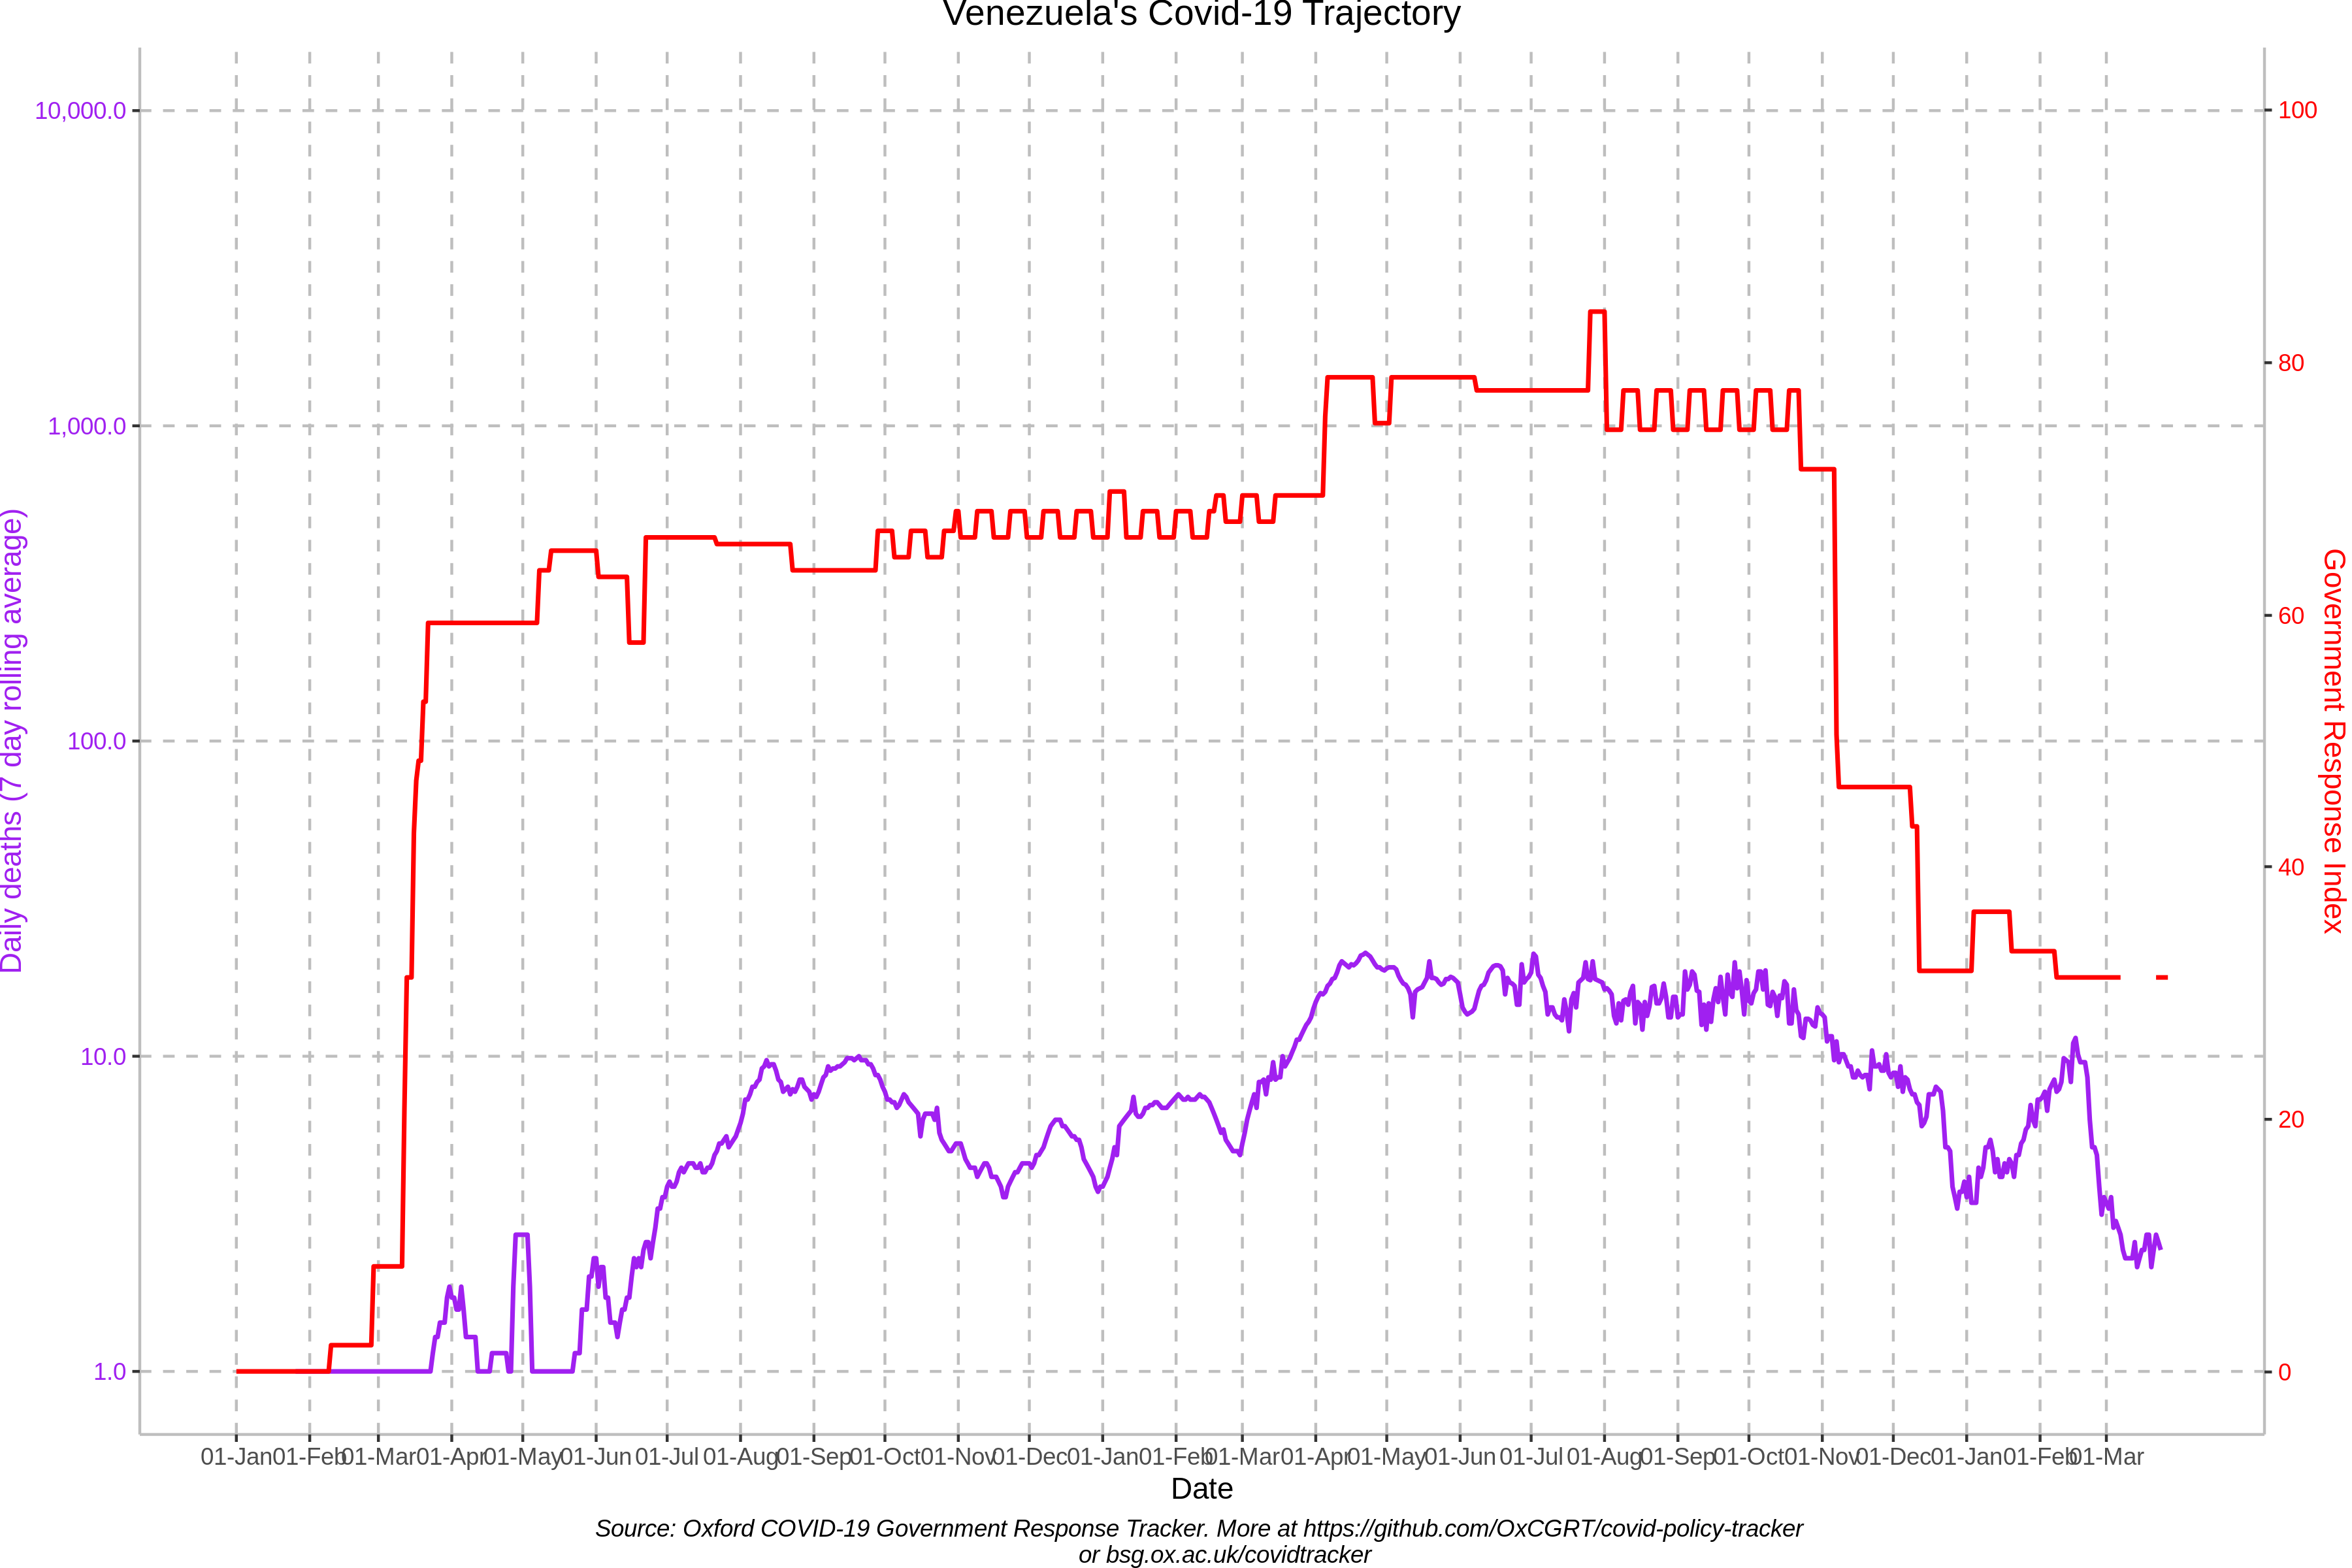 Venezuela's Covid-19 Trajectory
10,000.0
1,000.0
100.0
10.0
1.0
Daily deaths (7 day rolling average)
100
80
60
40
20
0
Government Response Index
01-Jan 01-Feb 01-Mar 01-Apr 01-May 01-Jun 01-Jul 01-Aug 01-Sep 01-Oct 01-Nov 01-Dec 01-Jan 01-Feb 01-Mar 01-Apr 01-May 01-Jun 01-Jul 01-Aug 01-Sep 01-Oct 01-Nov 01-Dec 01-Jan 01-Feb 01-Mar
Date
Source: Oxford COVID-19 Government Response Tracker. More at https://github.com/OxCGRT/covid-policy-tracker
or bsg.ox.ac.uk/covidtracker